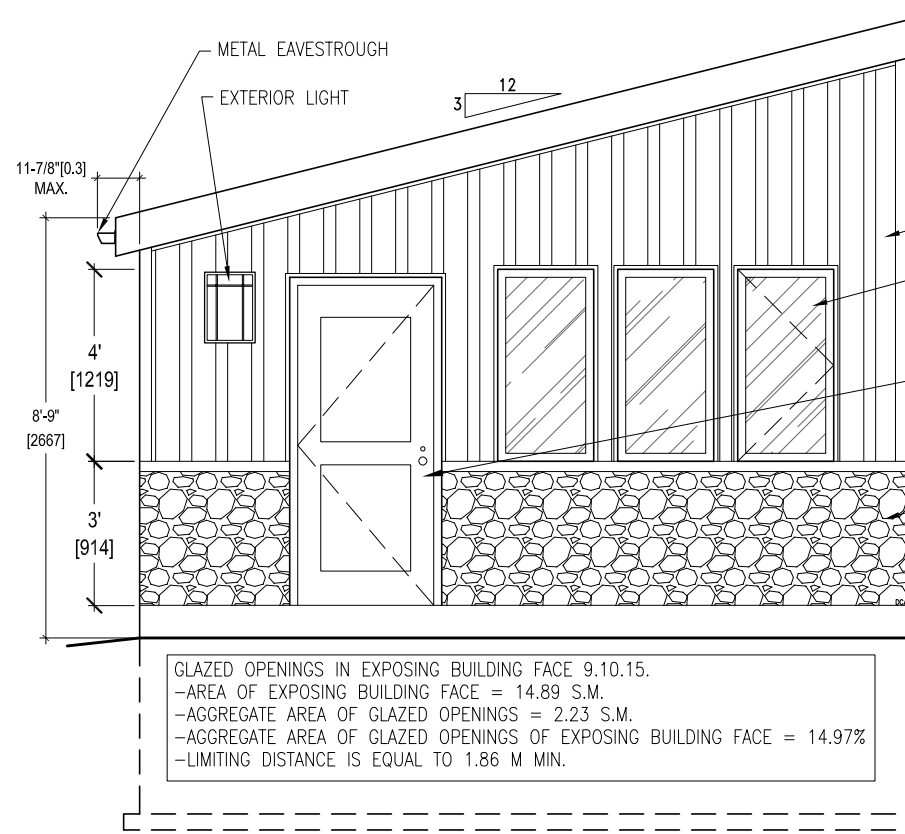 METAL EAVESTROUGH
EXTERIOR LIGHT
12
3
11-7/8"[0.3]
MAX.
4'
[1219]
8'-9"
[2667]
3'
[914]
GLAZED OPENINGS IN EXPOSING BUILDING FACE 9.10.15.
-AREA OF EXPOSING BUILDING FACE = 14.89 S.M.
-AGGREGATE AREA OF GLAZED OPENINGS = 2.23 S.M.
-AGGREGATE AREA OF GLAZED OPENINGS OF EXPOSING BUILDING FACE = 14.97%
-LIMITING DISTANCE IS EQUAL TO 1.86 M MIN.